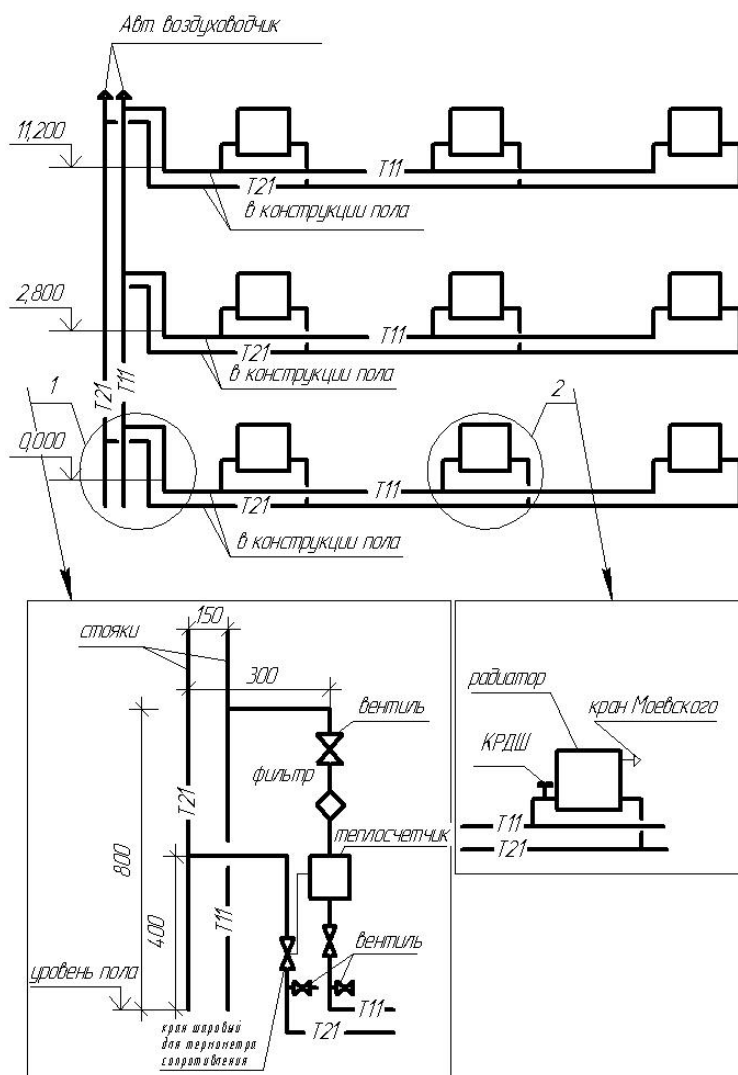 Авт. воздуховодчик
11,200
Т11
Т21
в конструкции пола
2,800
Т11
Т21
в конструкции пола
Т21
Т11
1
2
0,000
Т11
Т21
в конструкции пола
150
стояки
300
вентиль
фильтр
Т21
теплосчетчик
800
400
Т11
вентиль
уровень пола
Т11
Т21
кран шаровый
для термометра
сопротивления
радиатор
кран Маевского
КРДШ
Т11
Т21